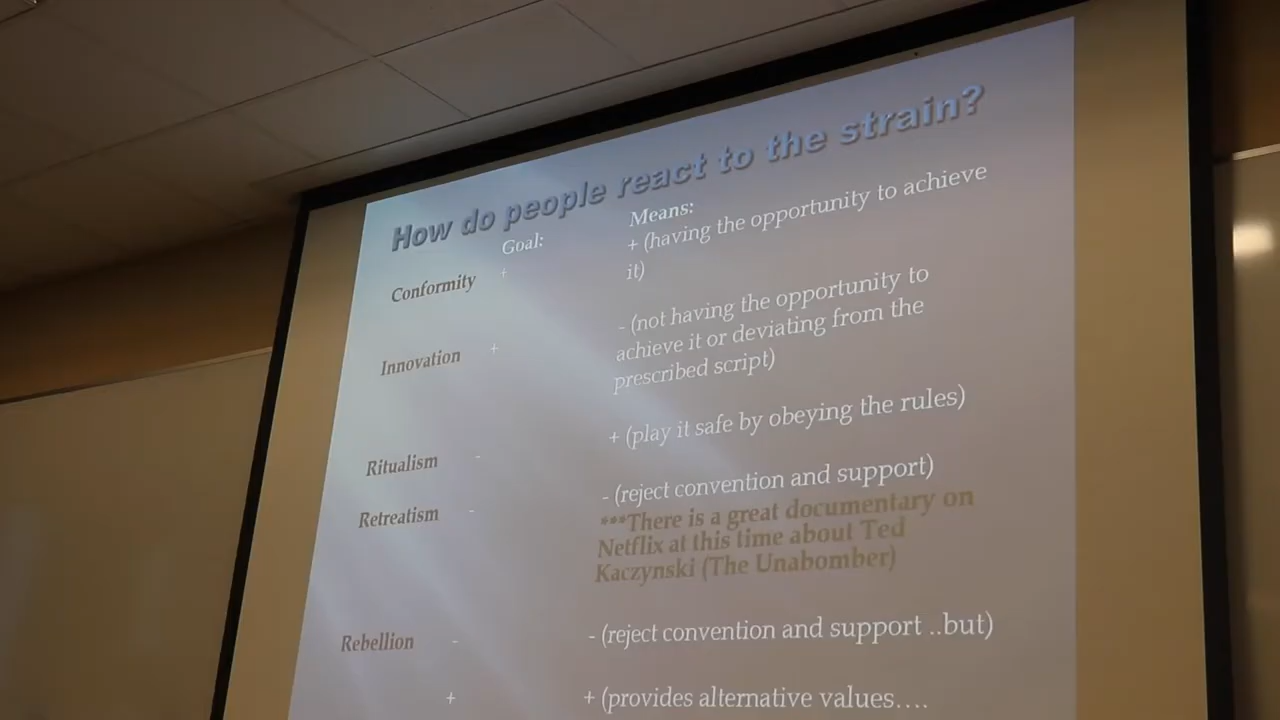 How do people react to the strain?
Goal:
Means:
Conformity
+
+ (having the opportunity to achieve
it)
Innovation
+
- (not having the opportunity to
achieve it or deviating from the
prescribed script)
Ritualism
-
+ (play it safe by obeying the rules)
Retreatism
-
- (reject convention and support)
***There is a great documentary on
Netflix at this time about Ted
Kaczynski (The Unabomber)
Rebellion
-
- (reject convention and support ..but)
+
+ (provides alternative values….